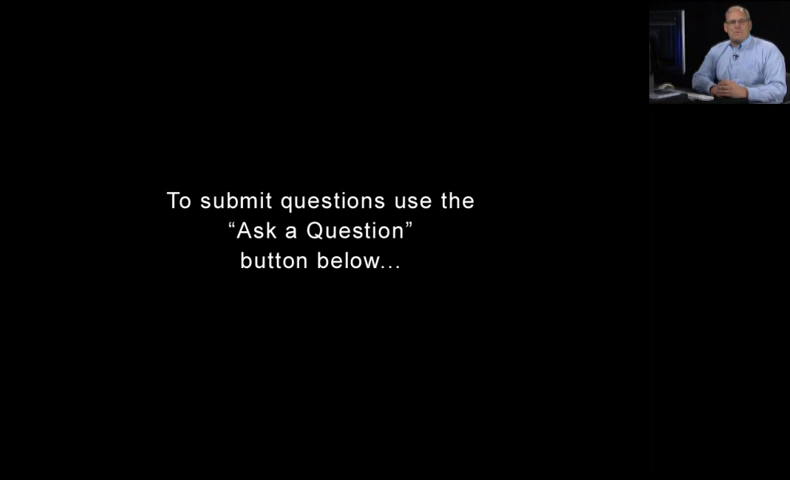 To submit questions use the
“Ask a Question”
button below...